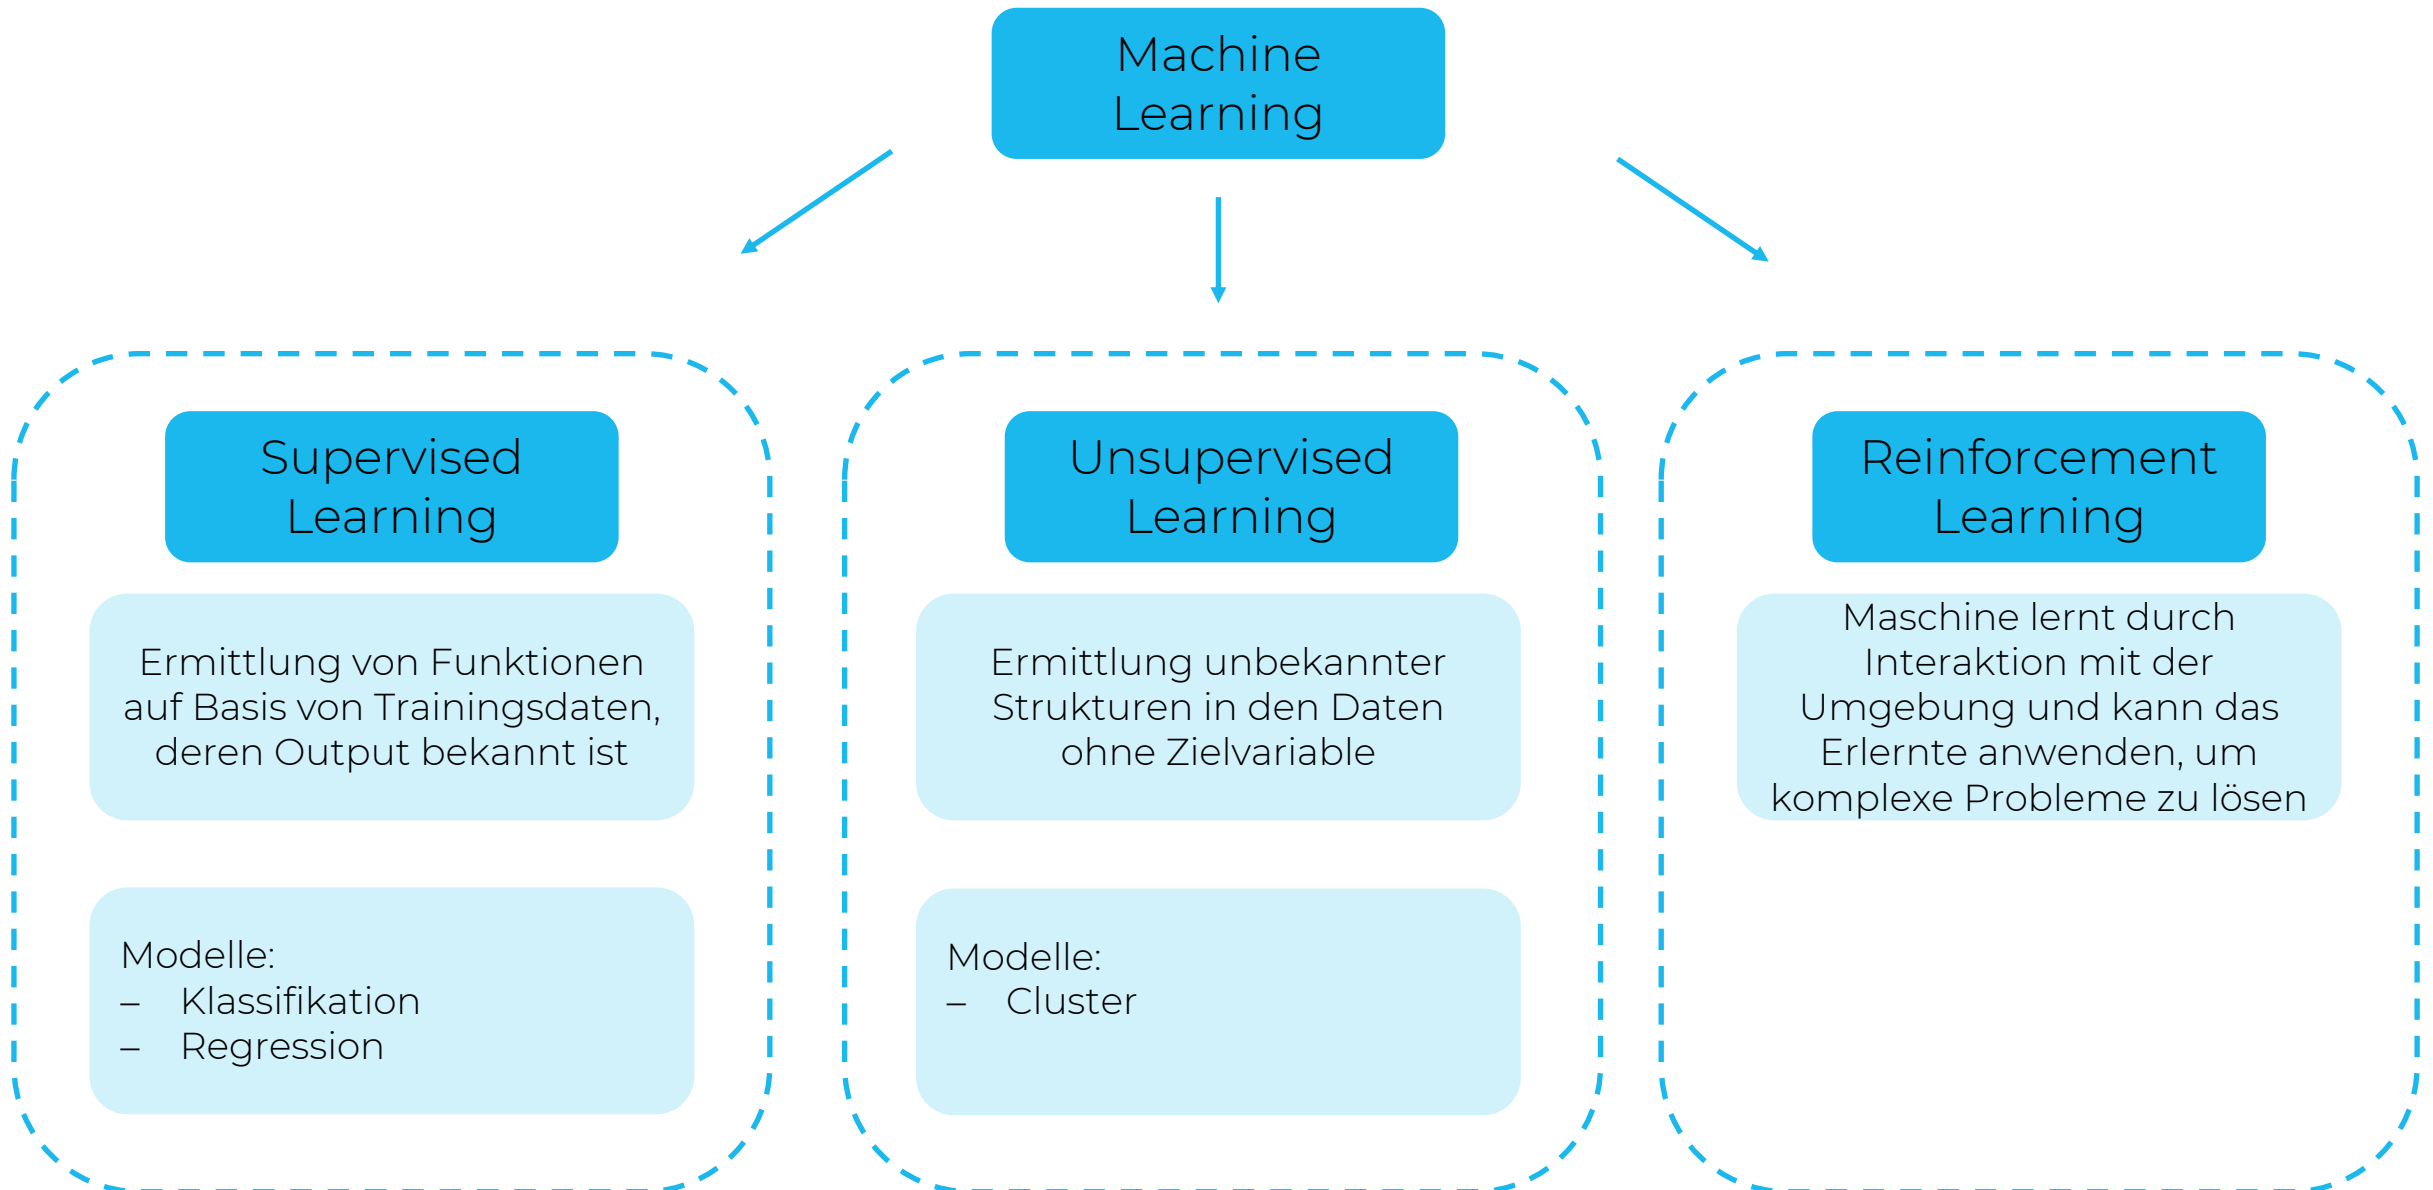 Machine
Learning
Supervised
Learning
Ermittlung von Funktionen
auf Basis von Trainingsdaten,
deren Output bekannt ist
Modelle:
– Klassifikation
– Regression
Unsupervised
Learning
Ermittlung unbekannter
Strukturen in den Daten
ohne Zielvariable
Modelle:
– Cluster
Reinforcement
Learning
Maschine lernt durch
Interaktion mit der
Umgebung und kann das
Erlernte anwenden, um
komplexe Probleme zu lösen